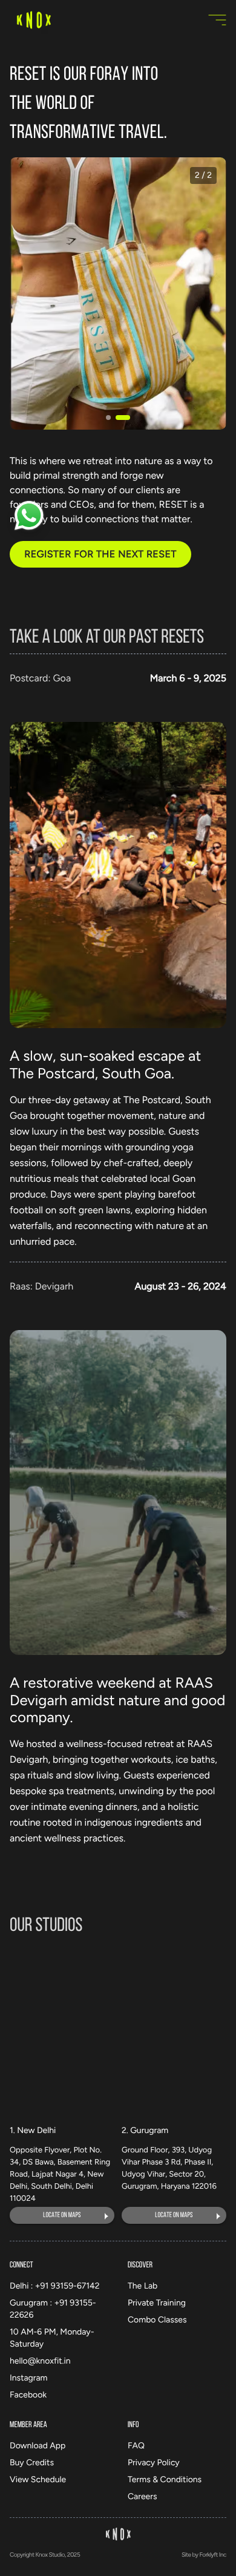 KNOX
RESET IS OUR FORAY INTO
THE WORLD OF
TRANSFORMATIVE TRAVEL.
2 / 2
RESET
This is where we retreat into nature as a way to
build primal strength and forge new
connections. So many of our clients are
and CEOs, and for them, RESET is a
to build connections that matter.
REGISTER FOR THE NEXT RESET
TAKE A LOOK AT OUR PAST RESETS
Postcard: Goa
March 6 - 9, 2025
A slow, sun-soaked escape at
The Postcard, South Goa.
Our three-day getaway at The Postcard, South
Goa brought together movement, nature and
slow luxury in the best way possible. Guests
began their mornings with grounding yoga
sessions, followed by chef-crafted, deeply
nutritious meals that celebrated local Goan
produce. Days were spent playing barefoot
football on soft green lawns, exploring hidden
waterfalls, and reconnecting with nature at an
unhurried pace.
Raas: Devigarh
August 23 - 26, 2024
A restorative weekend at RAAS
Devigarh amidst nature and good
company.
We hosted a wellness-focused retreat at RAAS
Devigarh, bringing together workouts, ice baths,
spa rituals and slow living. Guests experienced
bespoke spa treatments, unwinding by the pool
over intimate evening dinners, and a holistic
routine rooted in indigenous ingredients and
ancient wellness practices.
OUR STUDIOS
1. New Delhi
Opposite Flyover, Plot No.
34, DS Bawa, Basement Ring
Road, Lajpat Nagar 4, New
Delhi, South Delhi, Delhi
110024
LOCATE ON MAPS
2. Gurugram
Ground Floor, 393, Udyog
Vihar Phase 3 Rd, Phase II,
Udyog Vihar, Sector 20,
Gurugram, Haryana 122016
LOCATE ON MAPS
CONNECT
Delhi : +91 93159-67142
Gurugram : +91 93155-
22626
10 AM-6 PM, Monday-
Saturday
hello@knoxfit.in
Instagram
Facebook
DISCOVER
The Lab
Private Training
Combo Classes
MEMBER AREA
Download App
Buy Credits
View Schedule
INFO
FAQ
Privacy Policy
Terms & Conditions
Careers
KNOX
Copyright Knox Studio, 2025
Site by Forklyft Inc